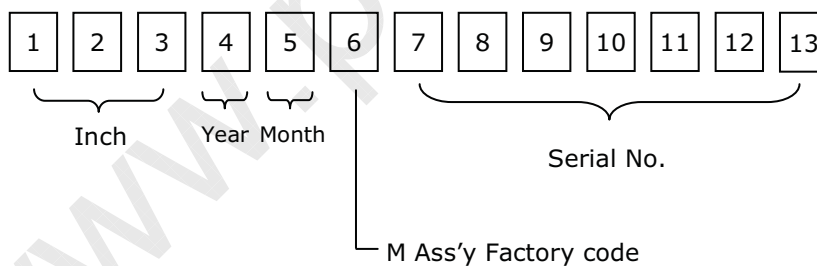 1 2 3 4 5 6 7 8 9 10 11 12 13
Inch Year Month
Serial No.
M Ass'y Factory code
www.p